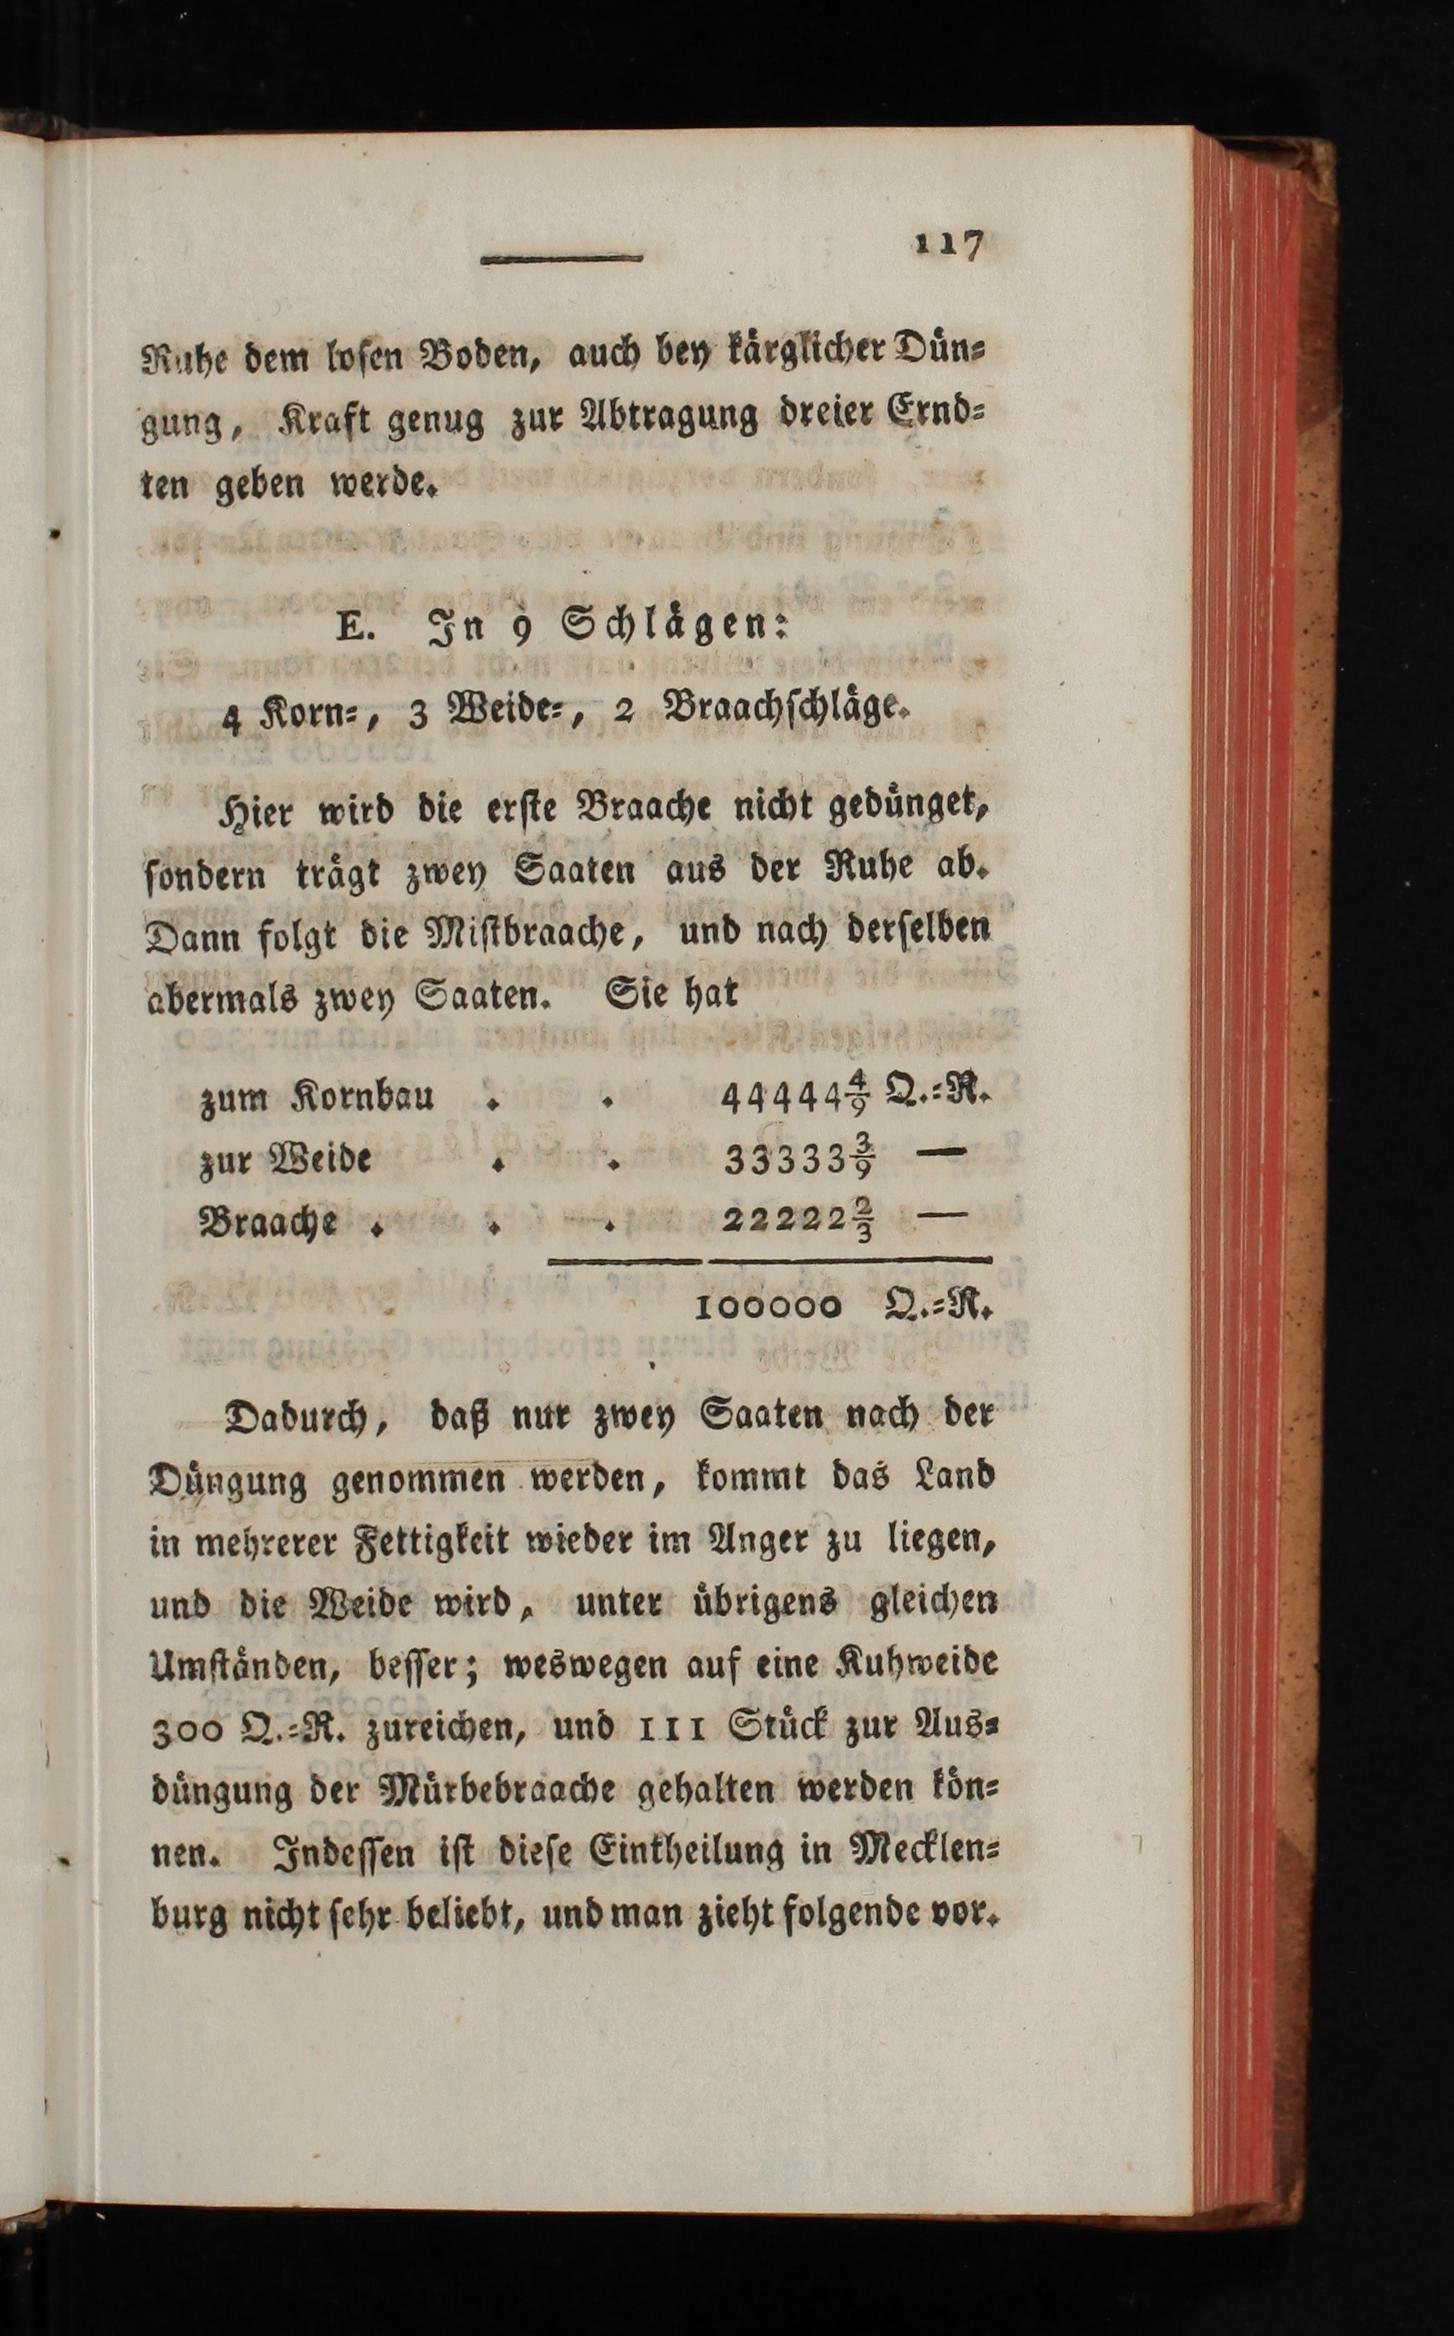 117
Ruhe dem losen Boden, auch bey kärglicher Dün-
gung, Kraft genug zur Abtragung dreier Ernd-
ten geben werde.
E. In 9 Schlägen:
4 Korn-, 3 Weide-, 2 Braachschläge.
Hier wird die erste Braache nicht gedünget,
sondern trägt zwey Saaten aus der Ruhe ab.
Dann folgt die Mistbraache, und nach derselben
abermals zwey Saaten. Sie hat
zum Kornbau . . 44444 4/9 Q.-R.
zur Weide . . 33333 3/9 —
Braache . . . 22222 2/3 —
100000 Q.-R.
Dadurch, daß nur zwey Saaten nach der
Düngung genommen werden, kommt das Land
in mehrerer Fettigkeit wieder im Anger zu liegen,
und die Weide wird, unter übrigens gleichen
Umständen, besser; weswegen auf eine Kuhweide
300 Q.-R. zureichen, und 111 Stück zur Aus-
düngung der Mürbebraache gehalten werden kön-
nen. Indessen ist diese Eintheilung in Mecklen-
burg nicht sehr beliebt, und man zieht folgende vor.